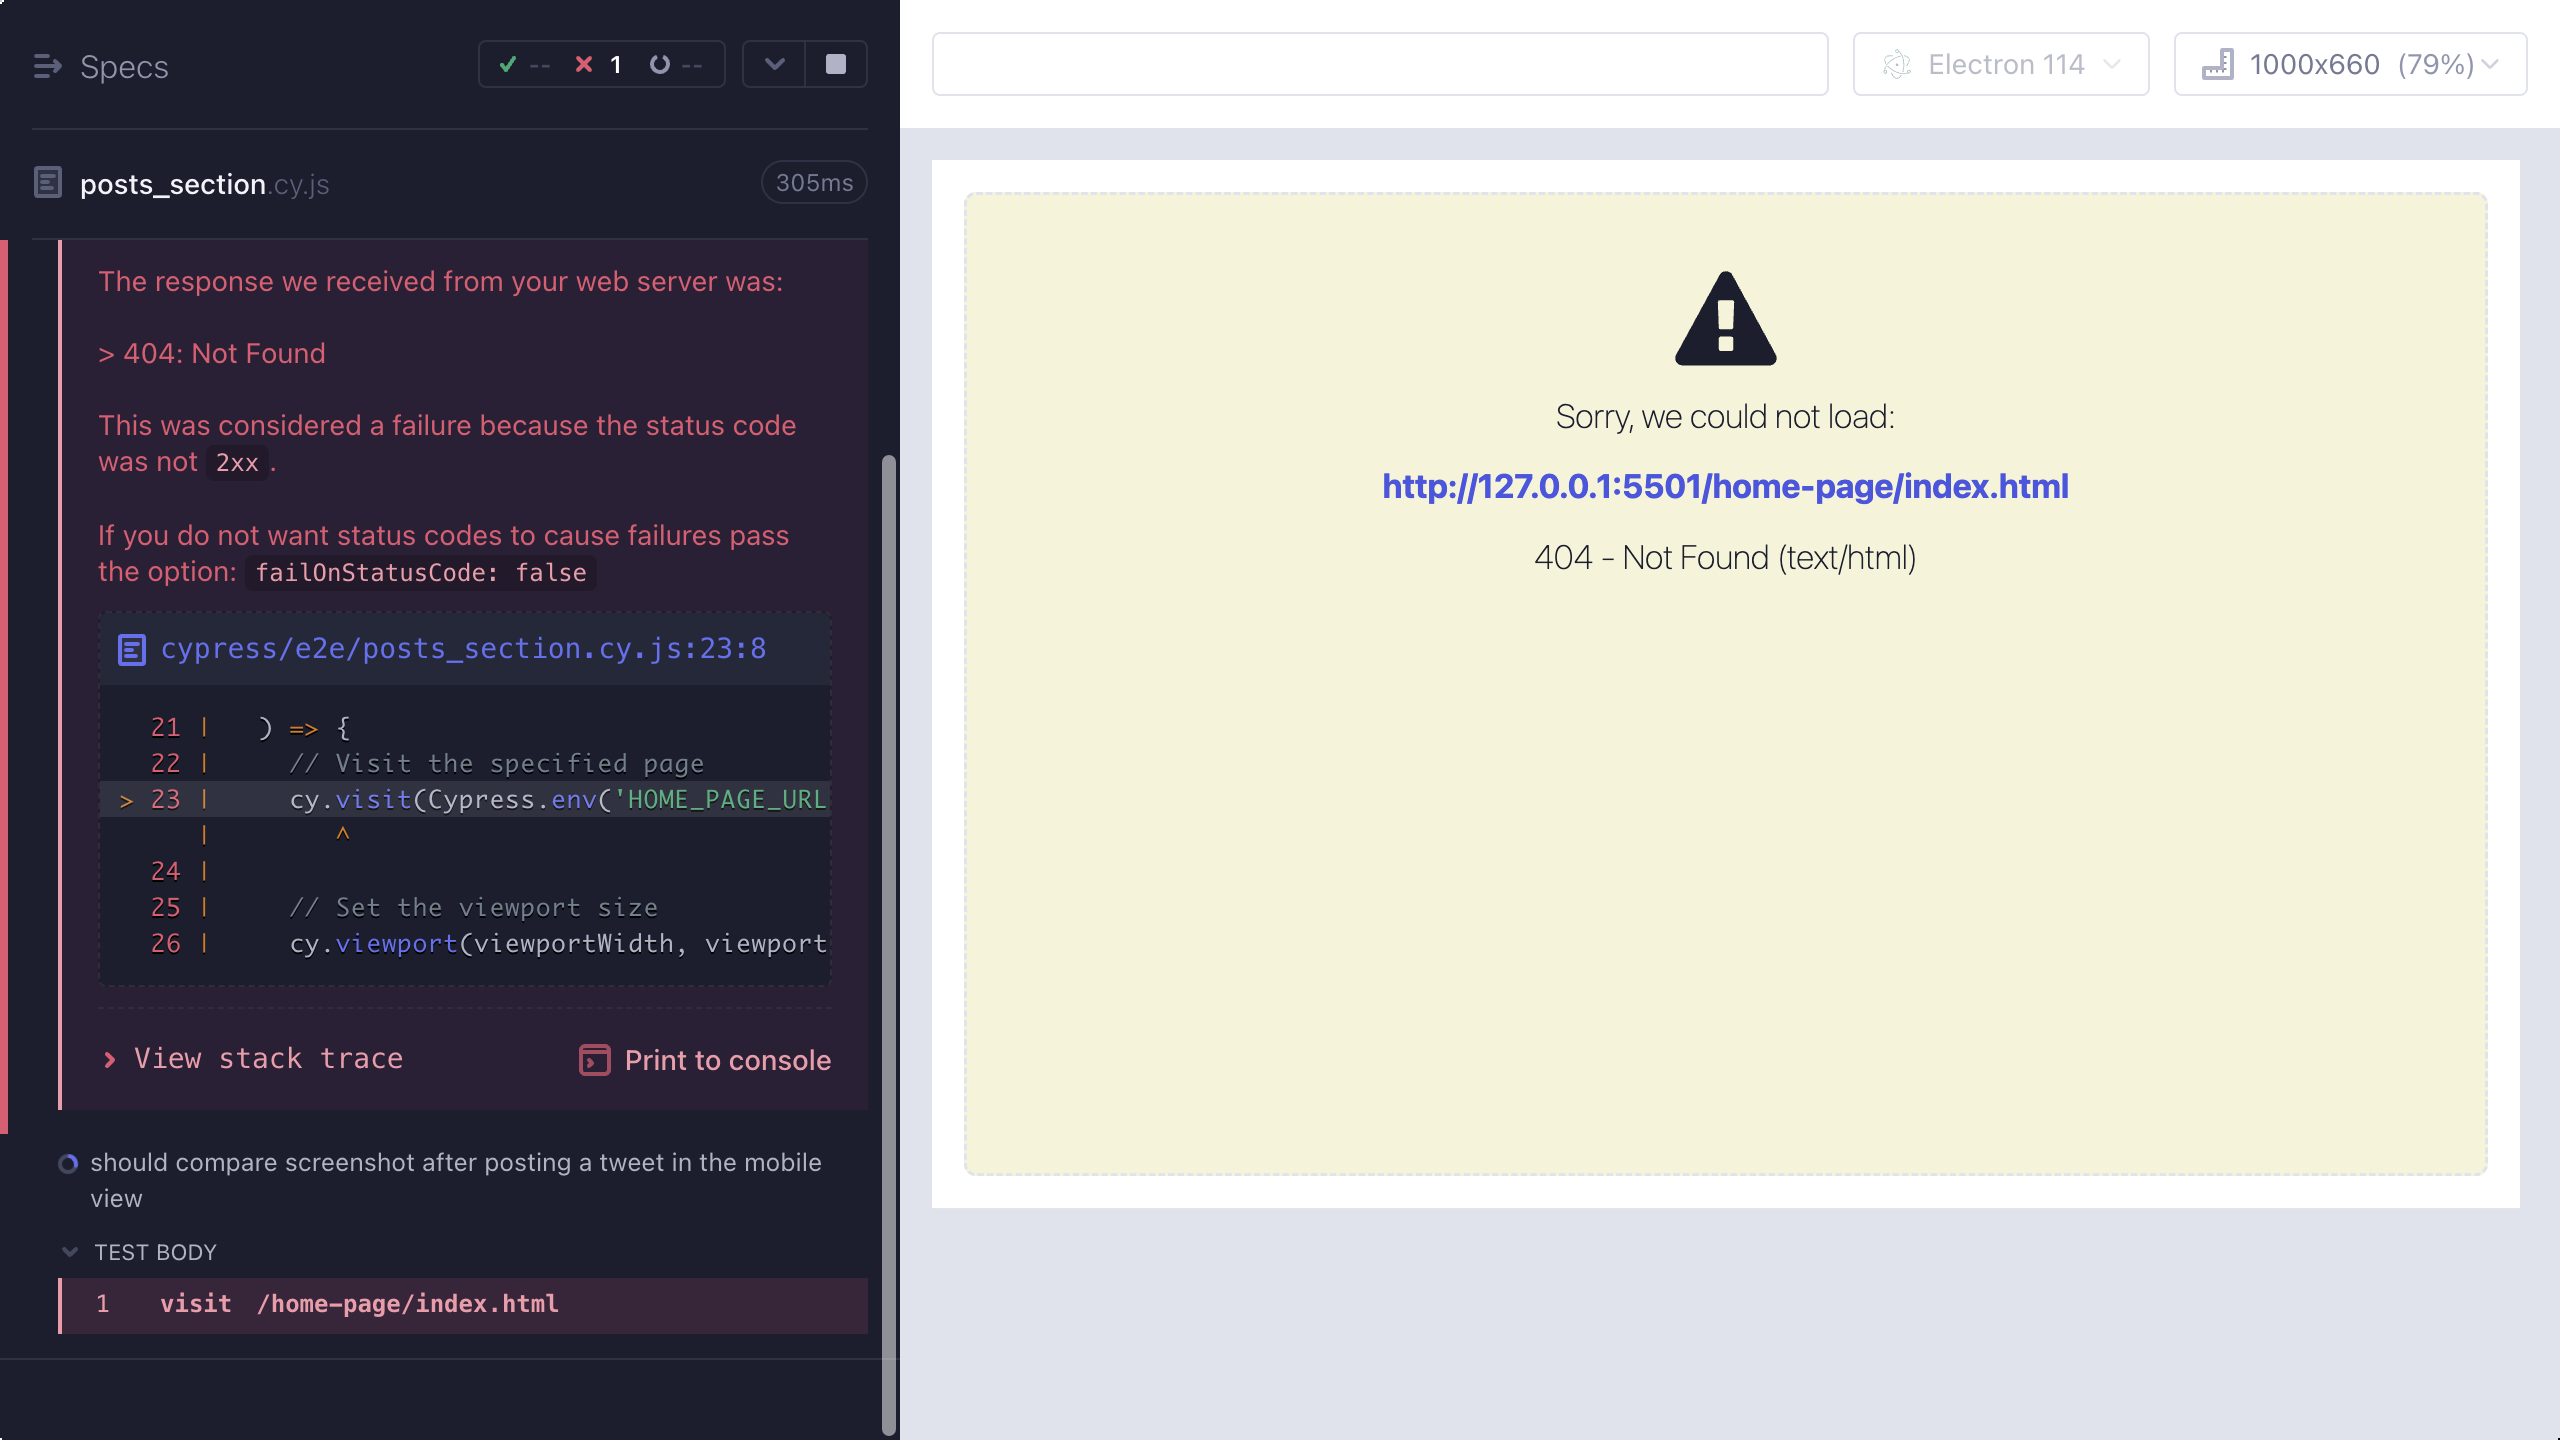 Specs
-- 1 --
posts_section.cy.js
305ms
The response we received from your web server was:
> 404: Not Found
This was considered a failure because the status code
was not 2xx .
If you do not want status codes to cause failures pass
the option: failOnStatusCode: false
cypress/e2e/posts_section.cy.js:23:8
21 | ) => {
22 | // Visit the specified page
> 23 | cy.visit(Cypress.env('HOME_PAGE_URL
| ^
24 |
25 | // Set the viewport size
26 | cy.viewport(viewportWidth, viewport
View stack trace
Print to console
should compare screenshot after posting a tweet in the mobile
view
TEST BODY
1 visit /home-page/index.html
Electron 114
1000x660 (79%)
Sorry, we could not load:
http://127.0.0.1:5501/home-page/index.html
404 - Not Found (text/html)